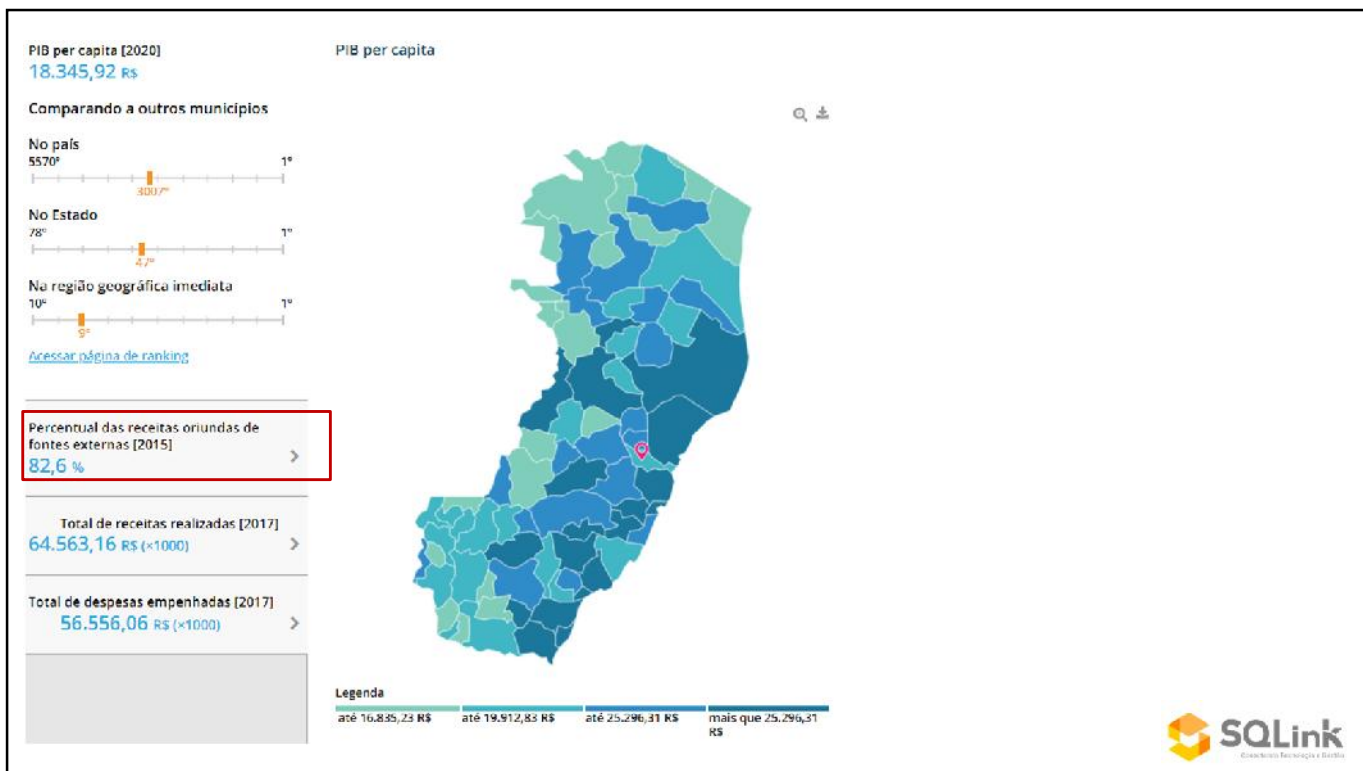 PIB per capita [2020]
18.345,92 R$
Comparando a outros municípios
No país
5570º 1º
3007º
No Estado
78º 1º
47º
Na região geográfica imediata
10º 1º
9º
Acessar página de ranking
Percentual das receitas oriundas de
fontes externas [2015]
82,6 %
Total de receitas realizadas [2017]
64.563,16 R$ (×1000)
Total de despesas empenhadas [2017]
56.556,06 R$ (×1000)
PIB per capita
Legenda
até 16.835,23 R$ até 19.912,83 R$ até 25.296,31 R$ mais que 25.296,31
R$
SQLink
Conectando Tecnologia e Gestão